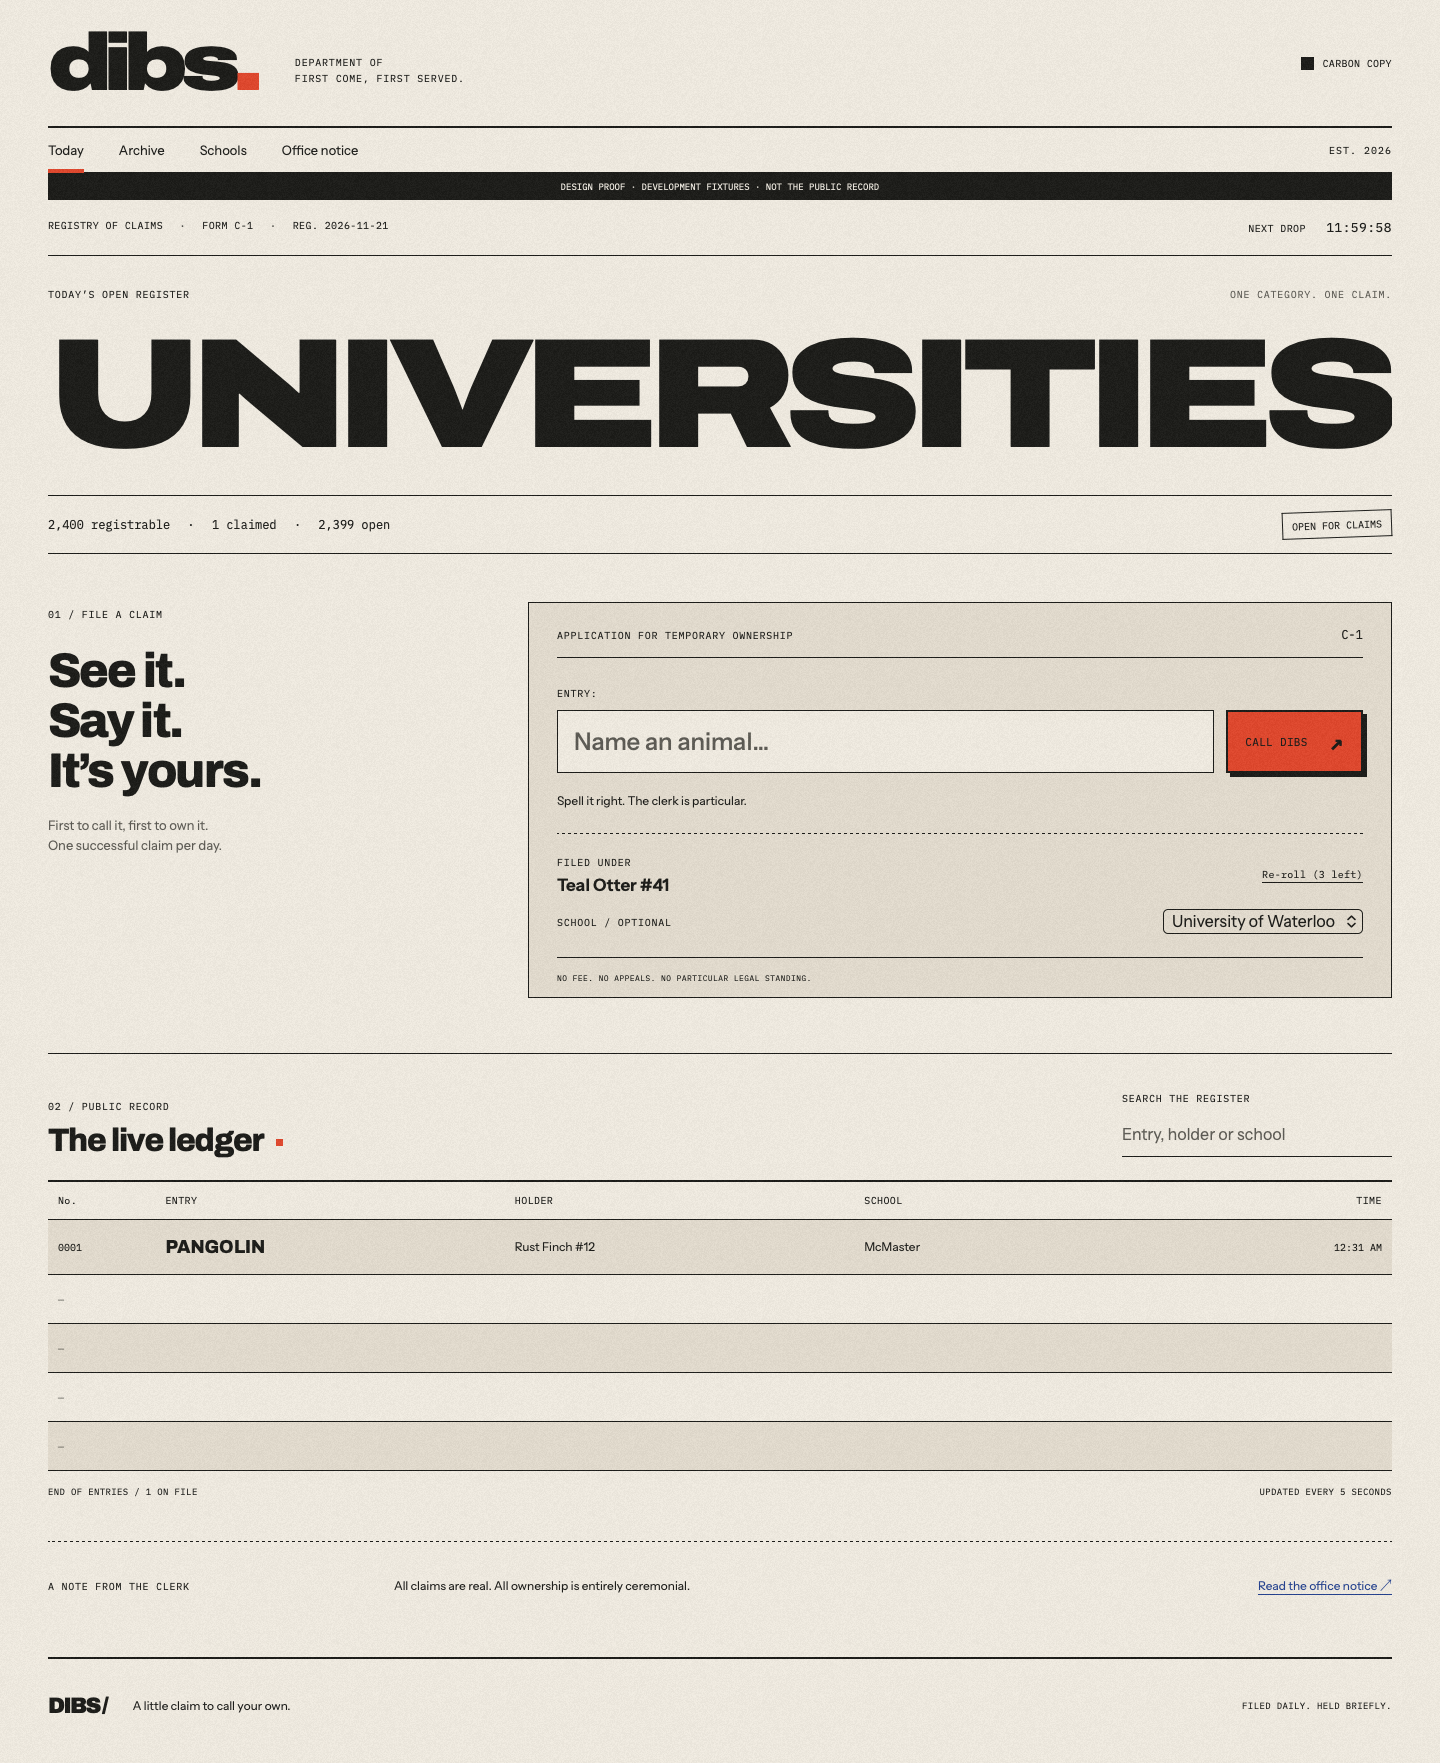 dibs.
DEPARTMENT OF
FIRST COME, FIRST SERVED.
CARBON COPY
Today Archive Schools Office notice
EST. 2026
DESIGN PROOF · DEVELOPMENT FIXTURES · NOT THE PUBLIC RECORD
REGISTRY OF CLAIMS · FORM C-1 · REG. 2026-11-21
NEXT DROP 11:59:58
TODAY’S OPEN REGISTER
ONE CATEGORY. ONE CLAIM.
UNIVERSITIES
2,400 registrable · 1 claimed · 2,399 open
OPEN FOR CLAIMS
01 / FILE A CLAIM
See it.
Say it.
It’s yours.
First to call it, first to own it.
One successful claim per day.
APPLICATION FOR TEMPORARY OWNERSHIP
C-1
ENTRY:
Name an animal…
CALL DIBS ↗
Spell it right. The clerk is particular.
FILED UNDER
Teal Otter #41
Re-roll (3 left)
SCHOOL / OPTIONAL
University of Waterloo
NO FEE. NO APPEALS. NO PARTICULAR LEGAL STANDING.
02 / PUBLIC RECORD
The live ledger
SEARCH THE REGISTER
Entry, holder or school
No. ENTRY HOLDER SCHOOL TIME
0001 PANGOLIN Rust Finch #12 McMaster 12:31 AM
—
—
—
—
END OF ENTRIES / 1 ON FILE
UPDATED EVERY 5 SECONDS
A NOTE FROM THE CLERK
All claims are real. All ownership is entirely ceremonial.
Read the office notice ↗
DIBS/
A little claim to call your own.
FILED DAILY. HELD BRIEFLY.